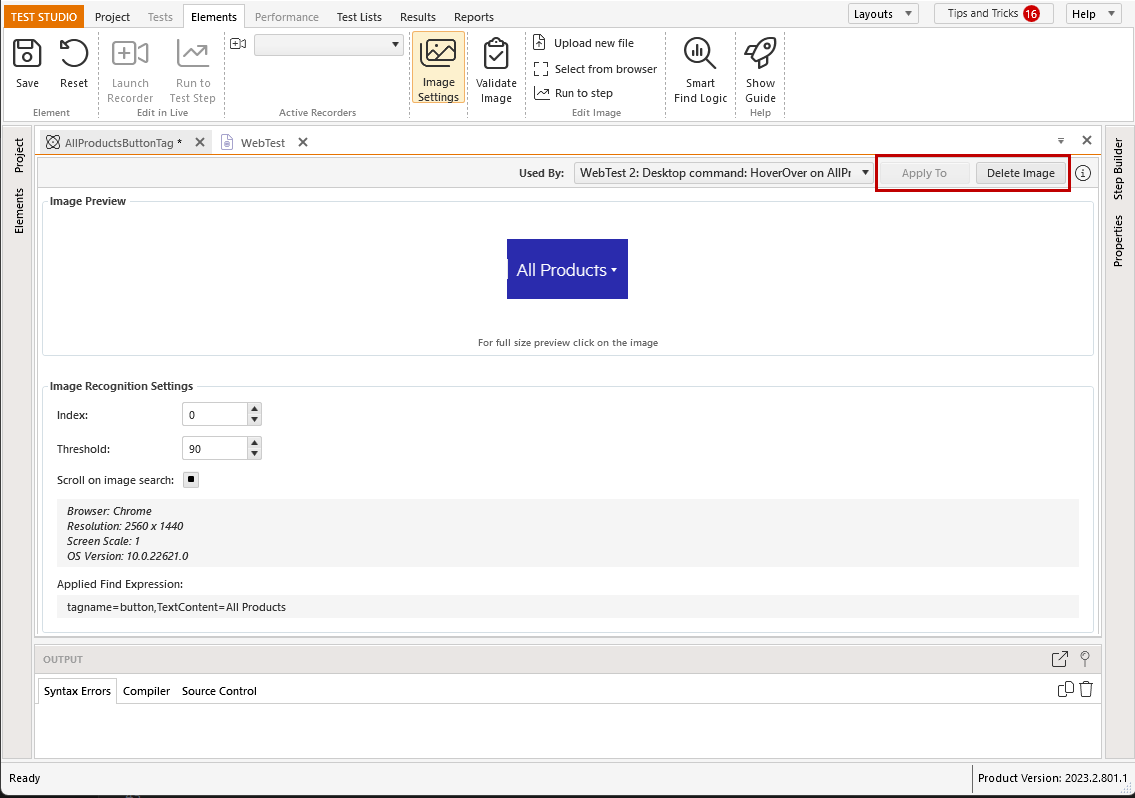 TEST STUDIO Project Tests Elements Performance Test Lists Results Reports Layouts Tips and Tricks 16 Help
Save
Reset
Launch
Recorder
Run to
Test Step
Image
Settings
Validate
Image
Upload new file
Select from browser
Run to step
Smart
Find Logic
Show
Guide
Element
Edit in Live
Active Recorders
Edit Image
Help
Project
Elements
AllProductsButtonTag *
WebTest
Step Builder
Properties
Used By: WebTest 2: Desktop command: HoverOver on AllPr
Apply To
Delete Image
Image Preview
All Products
For full size preview click on the image
Image Recognition Settings
Index: 0
Threshold: 90
Scroll on image search:
Browser: Chrome
Resolution: 2560 x 1440
Screen Scale: 1
OS Version: 10.0.22621.0
Applied Find Expression:
tagname=button,TextContent=All Products
OUTPUT
Syntax Errors Compiler Source Control
Ready
Product Version: 2023.2.801.1